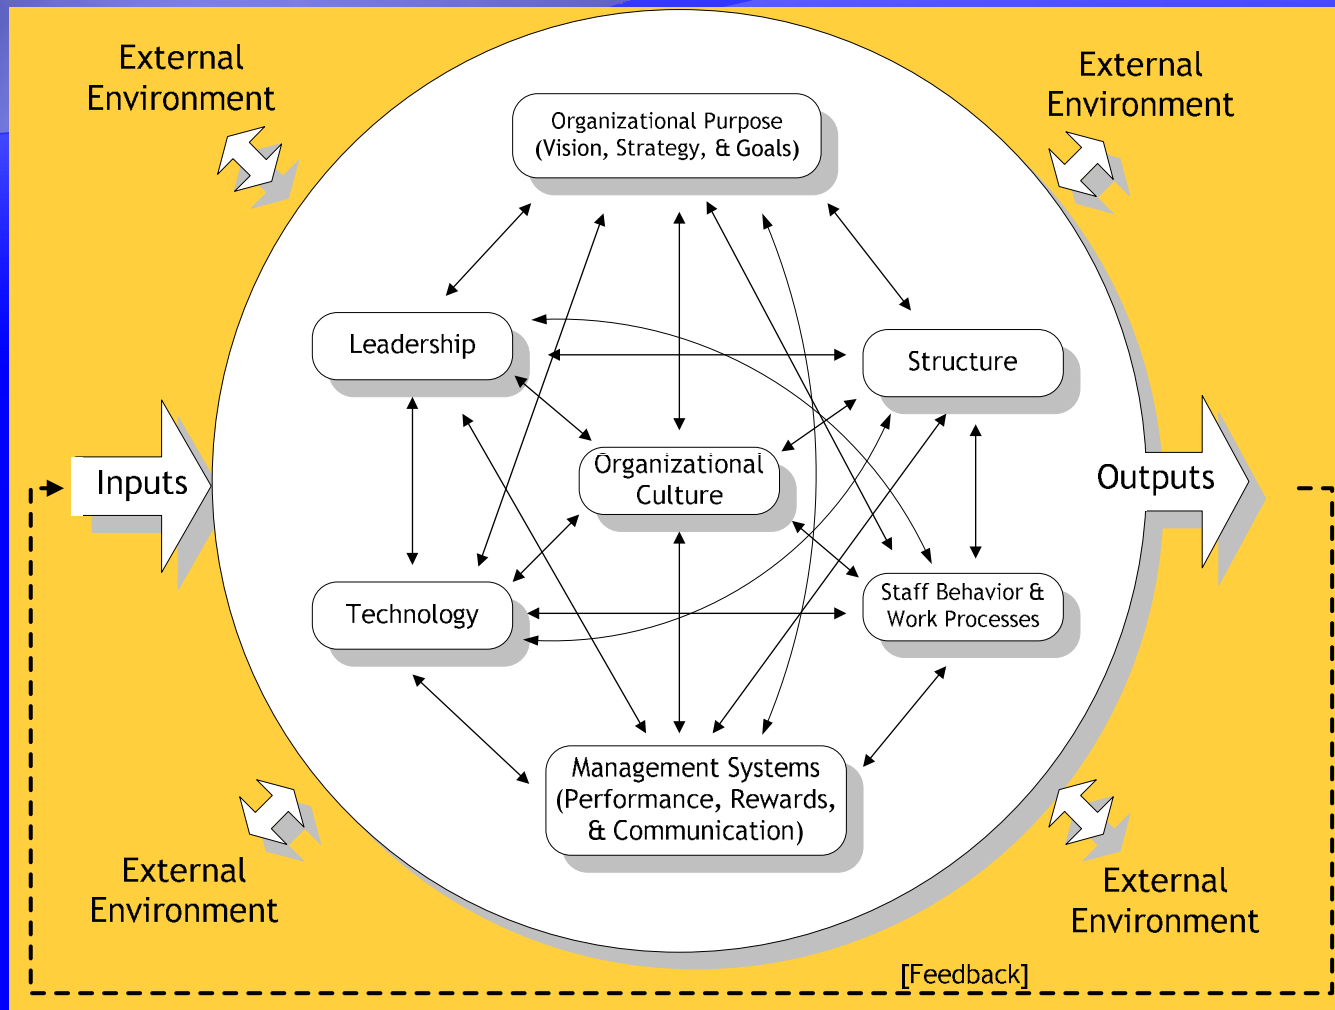 External
Environment
External
Environment
Organizational Purpose
(Vision, Strategy, & Goals)
Leadership
Structure
Organizational
Culture
Inputs
Outputs
Technology
Staff Behavior &
Work Processes
Management Systems
(Performance, Rewards,
& Communication)
External
Environment
External
Environment
[Feedback]